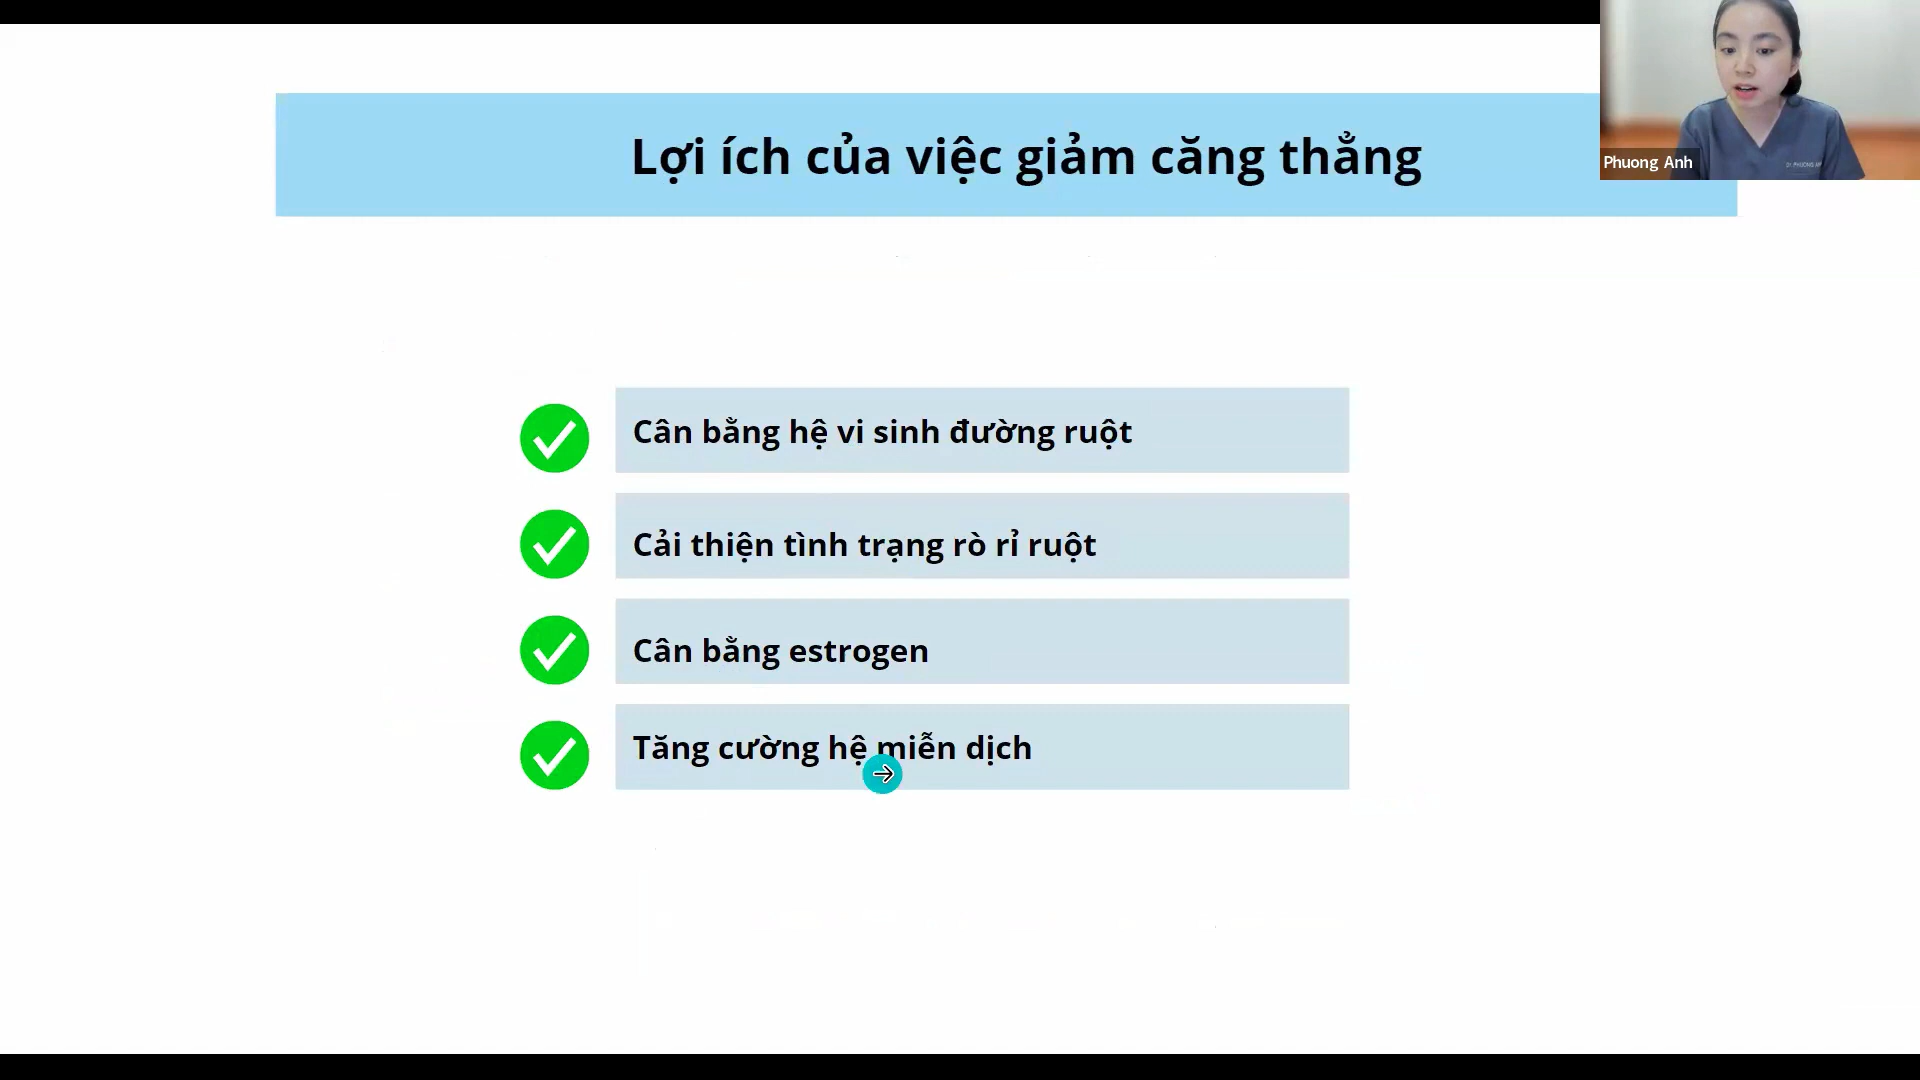 Lợi ích của việc giảm căng thẳng
Phuong Anh
Cân bằng hệ vi sinh đường ruột
Cải thiện tình trạng rò rỉ ruột
Cân bằng estrogen
Tăng cường hệ miễn dịch